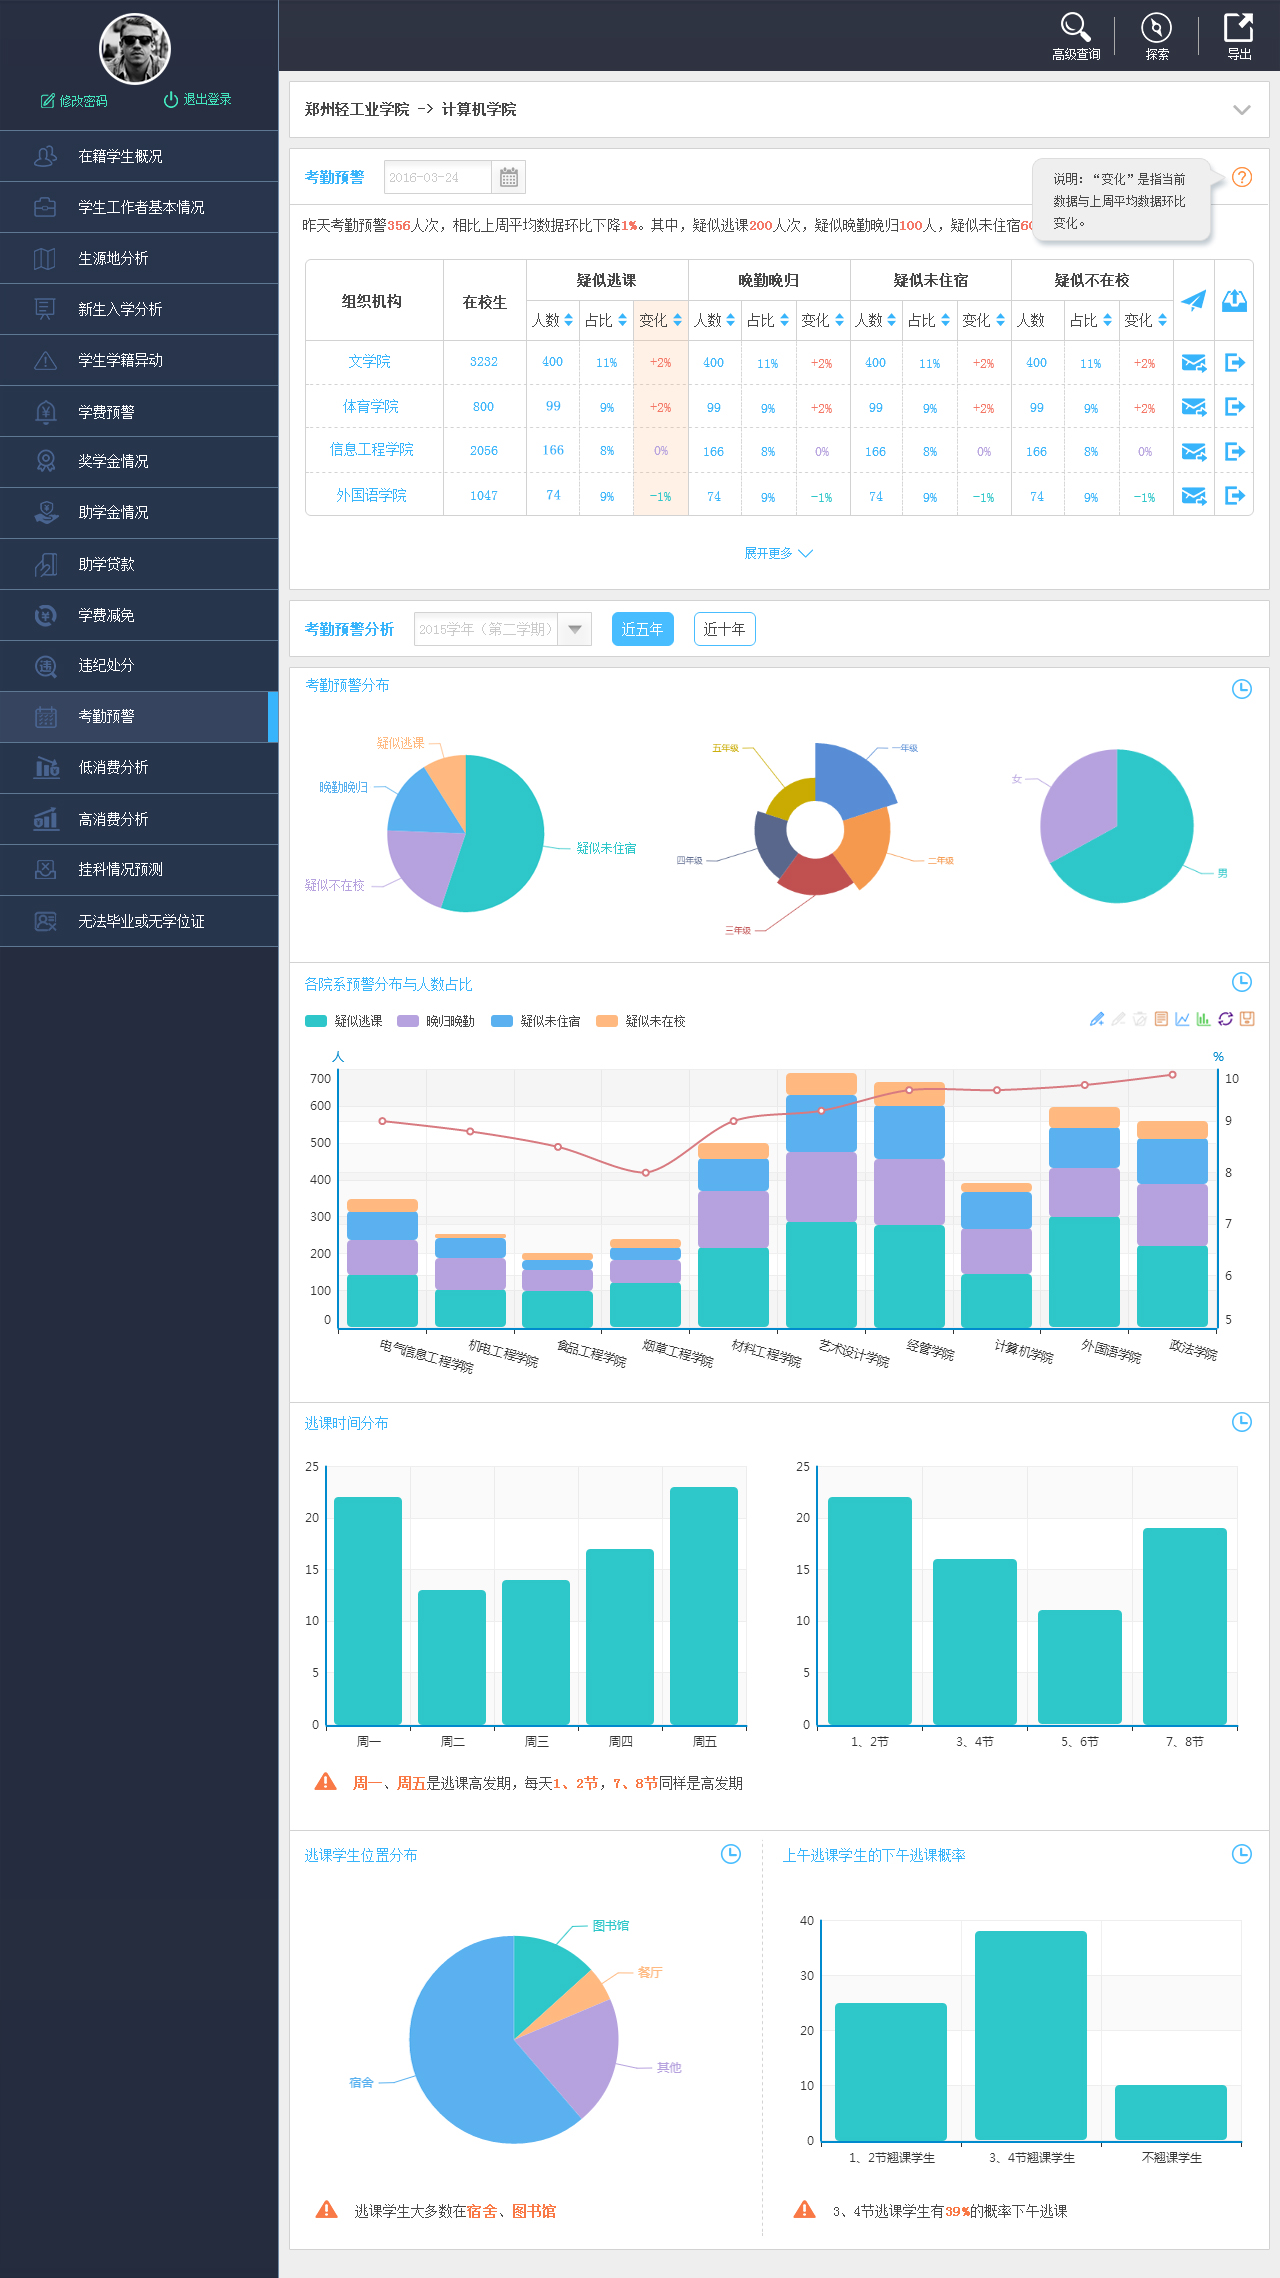 高级查询 探索 导出
修改密码 退出登录
在籍学生概况
学生工作者基本情况
生源地分析
新生入学分析
学生学籍异动
学费预警
奖学金情况
助学金情况
助学贷款
学费减免
违纪处分
考勤预警
低消费分析
高消费分析
挂科情况预测
无法毕业或无学位证
郑州轻工业学院 -> 计算机学院
考勤预警 2016-03-24
说明：“变化”是指当前
数据与上周平均数据环比
变化。
昨天考勤预警356人次，相比上周平均数据环比下降1%。其中，疑似逃课200人次，疑似晚勤晚归100人，疑似未住宿60
组织机构 在校生 疑似逃课 晚勤晚归 疑似未住宿 疑似不在校
人数 占比 变化 人数 占比 变化 人数 占比 变化 人数 占比 变化
文学院 3232 400 11% +2% 400 11% +2% 400 11% +2% 400 11% +2%
体育学院 800 99 9% +2% 99 9% +2% 99 9% +2% 99 9% +2%
信息工程学院 2056 166 8% 0% 166 8% 0% 166 8% 0% 166 8% 0%
外国语学院 1047 74 9% -1% 74 9% -1% 74 9% -1% 74 9% -1%
展开更多
考勤预警分析 2015学年（第二学期） 近五年 近十年
考勤预警分布
疑似逃课
晚勤晚归
疑似未住宿
疑似不在校
五年级
一年级
四年级
二年级
三年级
女
男
各院系预警分布与人数占比
疑似逃课 晚归晚勤 疑似未住宿 疑似未在校
人 %
700 10
600
9
500
400 8
300
7
200
6
100
0 5
电气信息工程学院 机电工程学院 食品工程学院 烟草工程学院 材料工程学院 艺术设计学院 经管学院 计算机学院 外国语学院 政法学院
逃课时间分布
25 25
20 20
15 15
10 10
5 5
0 0
周一 周二 周三 周四 周五 1、2节 3、4节 5、6节 7、8节
周一、周五是逃课高发期，每天1、2节，7、8节同样是高发期
逃课学生位置分布
图书馆
餐厅
其他
宿舍
逃课学生大多数在宿舍、图书馆
上午逃课学生的下午逃课概率
40
30
20
10
0
1、2节翘课学生 3、4节翘课学生 不翘课学生
3、4节逃课学生有39%的概率下午逃课